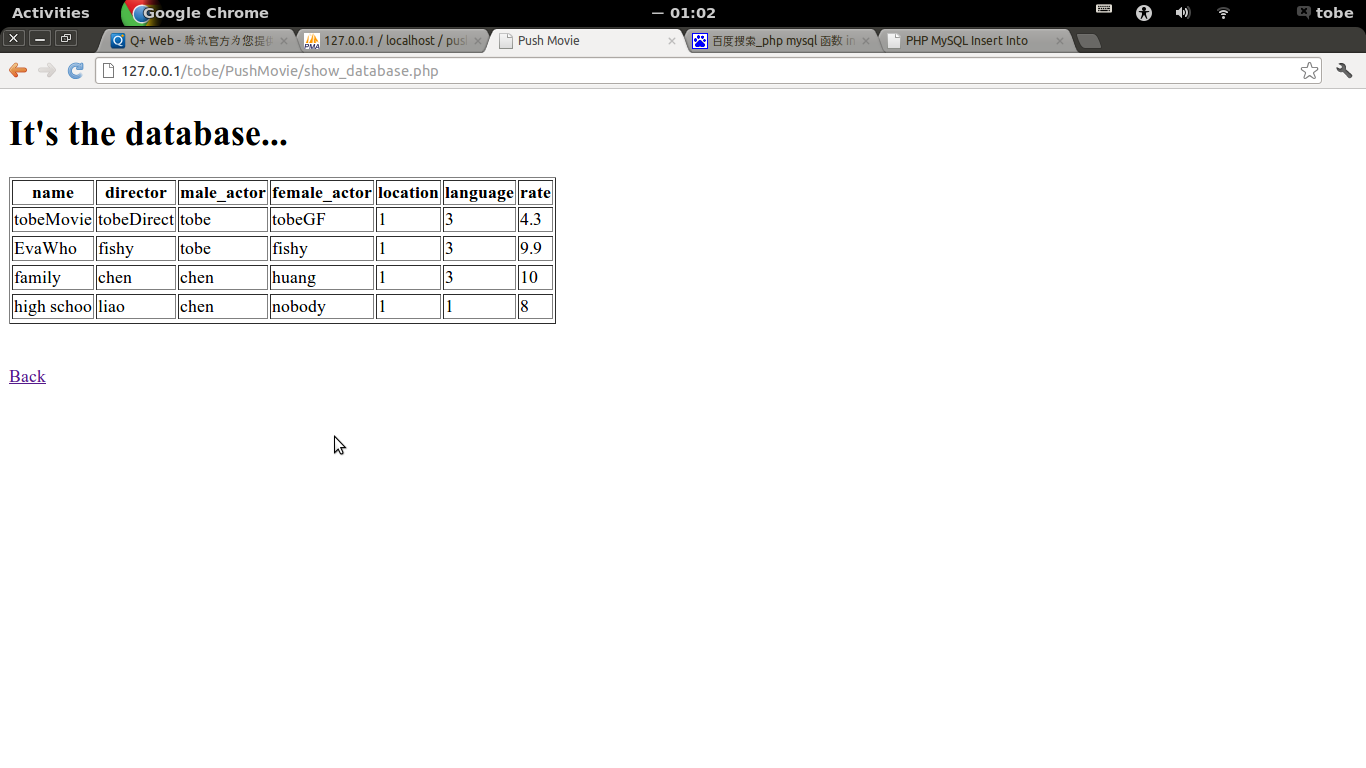 Activities Google Chrome — 01:02 tobe
Q+ Web - 腾讯官方为您提供 127.0.0.1 / localhost / pus Push Movie 百度搜索_php mysql 函数 in PHP MySQL Insert Into
127.0.0.1/tobe/PushMovie/show_database.php
It's the database...
name director male_actor female_actor location language rate
tobeMovie tobeDirect tobe tobeGF 1 3 4.3
EvaWho fishy tobe fishy 1 3 9.9
family chen chen huang 1 3 10
high schoo liao chen nobody 1 1 8
Back